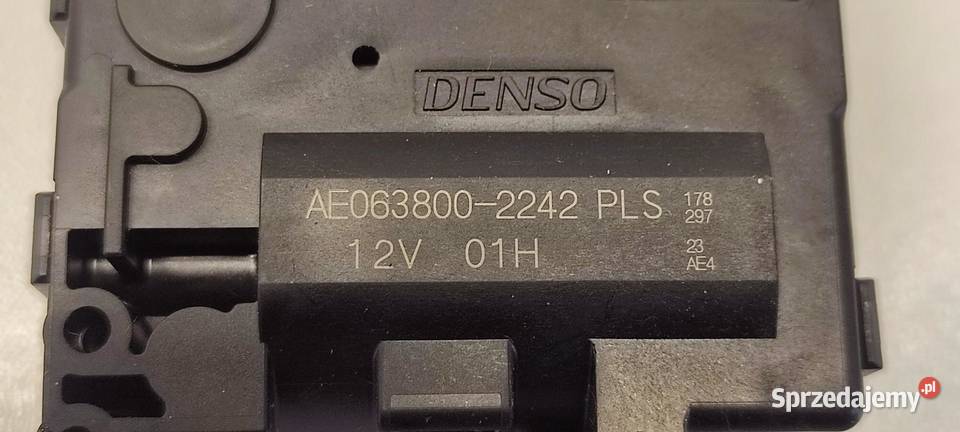 DENSO
AE063800-2242 PLS 178
297
12V 01H 23
AE4
Sprzedajemy.pl